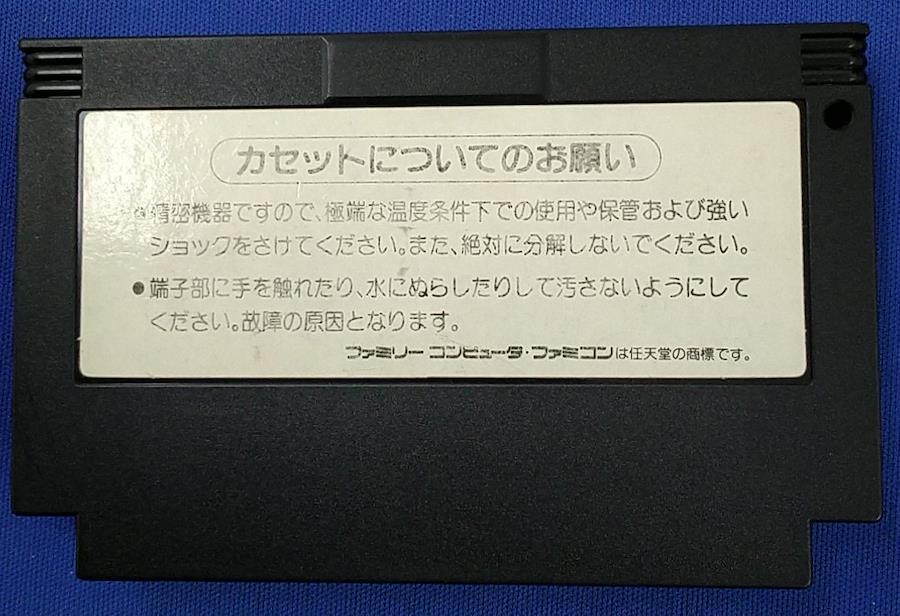 カセットについてのお願い
●精密機器ですので、極端な温度条件下での使用や保管および強い
ショックをさけてください。また、絶対に分解しないでください。
●端子部に手を触れたり、水にぬらしたりして汚さないようにして
ください。故障の原因となります。
ファミリー コンピュータ・ファミコンは任天堂の商標です。